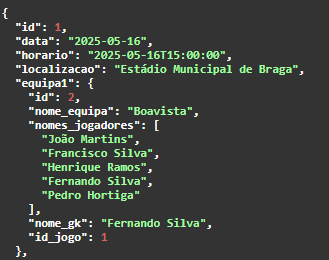 {
"id": 1,
"data": "2025-05-16",
"horario": "2025-05-16T15:00:00",
"localizacao": "Estádio Municipal de Braga",
"equipa1": {
"id": 2,
"nome_equipa": "Boavista",
"nomes_jogadores": [
"João Martins",
"Francisco Silva",
"Henrique Ramos",
"Fernando Silva",
"Pedro Hortiga"
],
"nome_gk": "Fernando Silva",
"id_jogo": 1
},